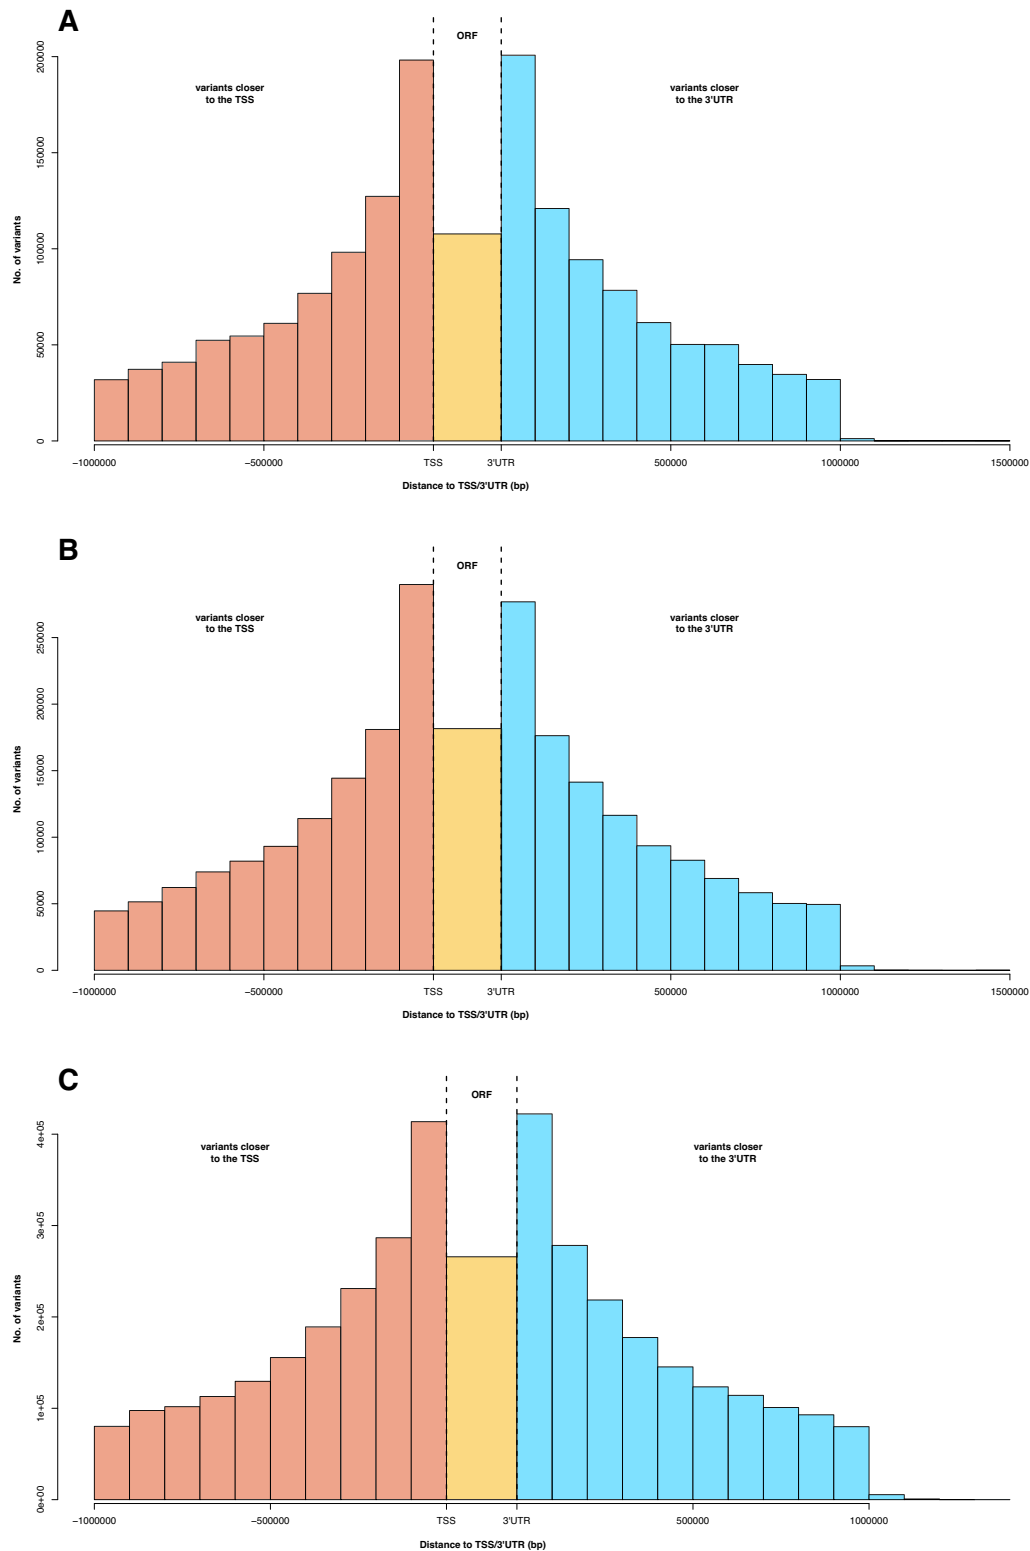 A
ORF
variants closer
to the TSS
variants closer
to the 3'UTR
No. of variants
200000
150000
100000
50000
0
−1000000 −500000 TSS 3'UTR 500000 1000000 1500000
Distance to TSS/3'UTR (bp)
B
ORF
variants closer
to the TSS
variants closer
to the 3'UTR
No. of variants
250000
200000
150000
100000
50000
0
−1000000 −500000 TSS 3'UTR 500000 1000000 1500000
Distance to TSS/3'UTR (bp)
C
ORF
variants closer
to the TSS
variants closer
to the 3'UTR
No. of variants
4e+05
3e+05
2e+05
1e+05
0e+00
−1000000 −500000 TSS 3'UTR 500000 1000000
Distance to TSS/3'UTR (bp)